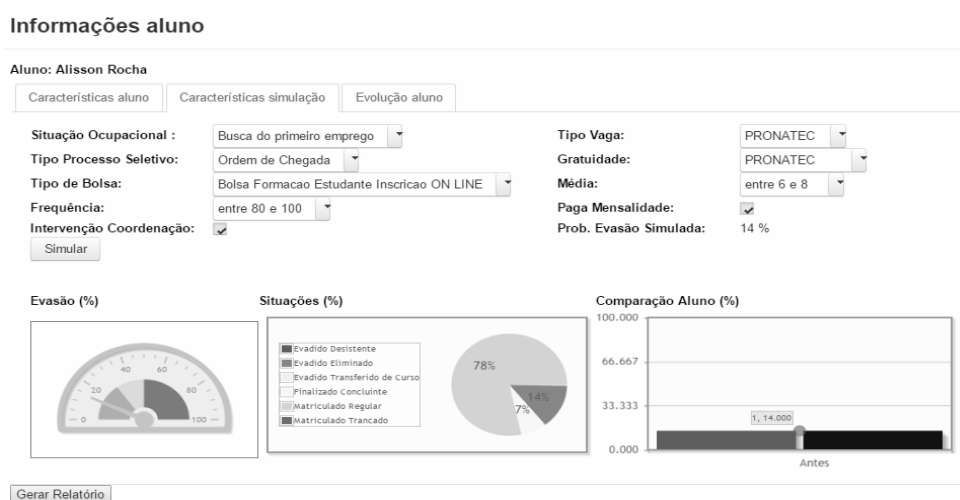 Informações aluno
Aluno: Alisson Rocha
Características aluno
Características simulação
Evolução aluno
Situação Ocupacional : Busca do primeiro emprego
Tipo Vaga: PRONATEC
Tipo Processo Seletivo: Ordem de Chegada
Gratuidade: PRONATEC
Tipo de Bolsa: Bolsa Formacao Estudante Inscricao ON LINE
Média: entre 6 e 8
Frequência: entre 80 e 100
Paga Mensalidade:
Intervenção Coordenação:
Prob. Evasão Simulada: 14 %
Simular
Evasão (%)
0
20
40
60
80
100
Situações (%)
Evadido Desistente
Evadido Eliminado
Evadido Transferido de Curso
Finalizado Concluinte
Matriculado Regular
Matriculado Trancado
78%
14%
7%
Comparação Aluno (%)
100.000
66.667
33.333
0.000
1, 14.000
Antes
Gerar Relatório